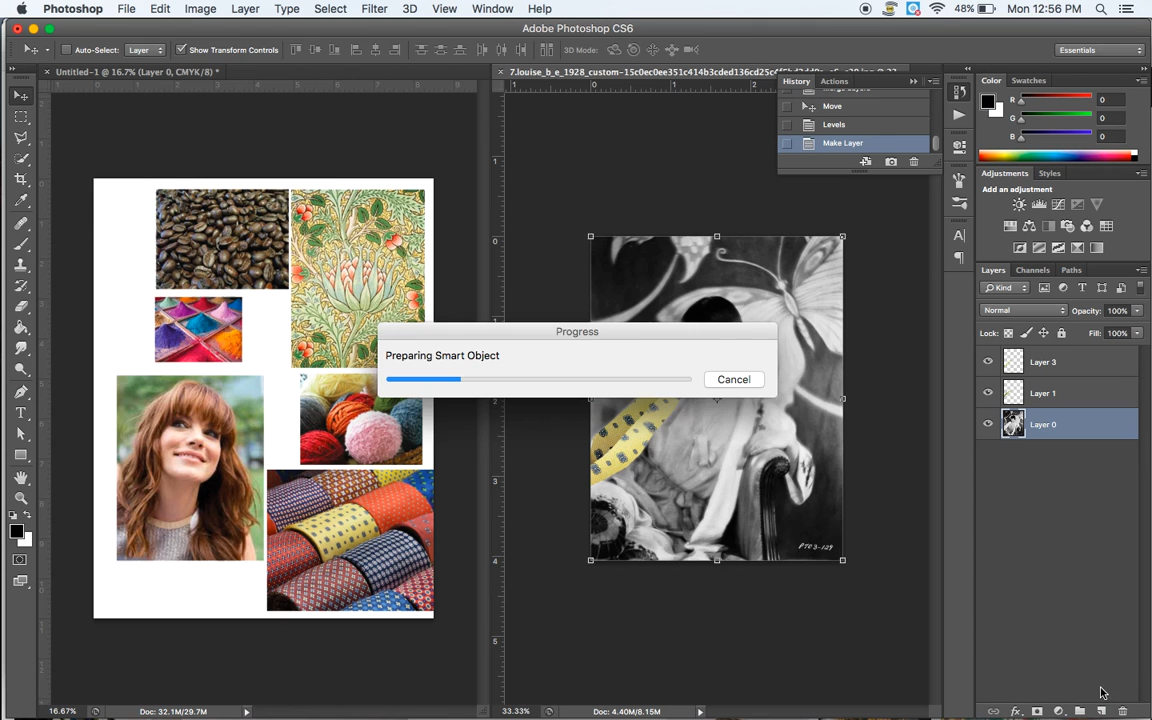 Photoshop File Edit Image Layer Type Select Filter 3D View Window Help 48% Mon 12:56 PM
Adobe Photoshop CS6
Auto-Select: Layer Show Transform Controls 3D Mode: Essentials
Untitled-1 @ 16.7% (Layer 0, CMYK/8) *
History Actions
Move
Levels
Make Layer
Color Swatches
R 0
G 0
B 0
Adjustments Styles
Add an adjustment
Layers Channels Paths
Kind
Normal Opacity: 100%
Lock: Fill: 100%
Layer 3
Layer 1
Layer 0
Progress
Preparing Smart Object
Cancel
PTO3-129
16.67% Doc: 32.1M/29.7M
33.33% Doc: 4.40M/8.15M